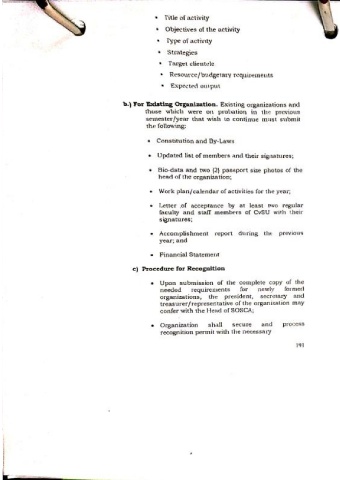 • Title of activity
• Objectives of the activity
• Type of activity
• Strategies
• Target clientele
• Resource/budgetary requirements
• Expected output
b.) For Existing Organization. Existing organizations and
those which were on probation in the previous
semester/year that wish to continue must submit
the following:
• Constitution and By-Laws
• Updated list of members and their signatures;
• Bio-data and two (2) passport size photos of the
head of the organization;
• Work plan/calendar of activities for the year;
• Letter of acceptance by at least two regular
faculty and staff members of CvSU with their
signatures;
• Accomplishment report during the previous
year; and
• Financial Statement
c) Procedure for Recognition
• Upon submission of the complete copy of the
needed requirements for newly formed
organizations, the president, secretary and
treasurer/representative of the organization may
confer with the Head of SOSCA;
• Organization shall secure and process
recognition permit with the necessary
191